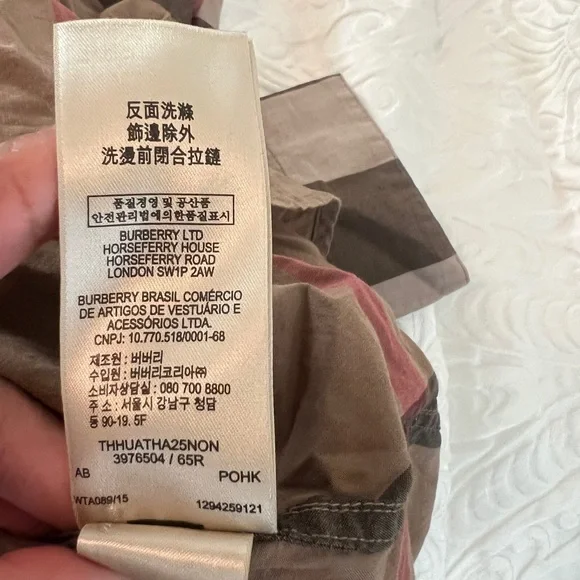 反面洗滌
飾邊除外
洗燙前閉合拉鏈
품질경영 및 공산품
안전관리법에의한품질표시
BURBERRY LTD
HORSEFERRY HOUSE
HORSEFERRY ROAD
LONDON SW1P 2AW
BURBERRY BRASIL COMÉRCIO
DE ARTIGOS DE VESTUÁRIO E
ACESSÓRIOS LTDA.
CNPJ: 10.770.518/0001-68
제조원 : 버버리
수입원 : 버버리코리아㈜
소비자상담실 : 080 700 8800
주소 : 서울시 강남구 청담
동 90-19. 5F
THHUATHA25NON
3976504 / 65R
AB POHK
WTA089/15 1294259121